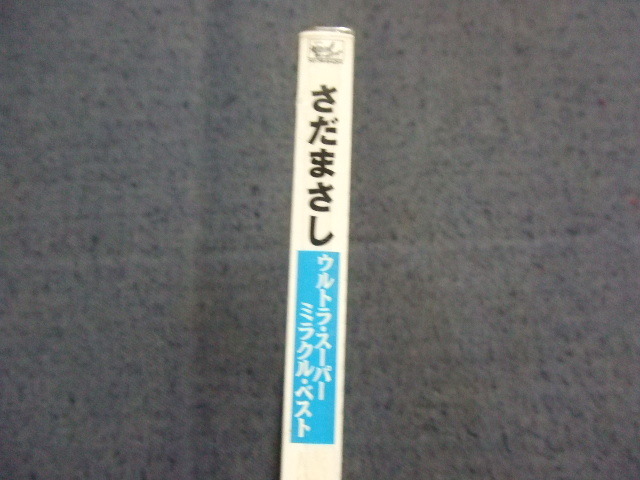 さだまさし
ウルトラ・スーパー
ミラクル・ベスト